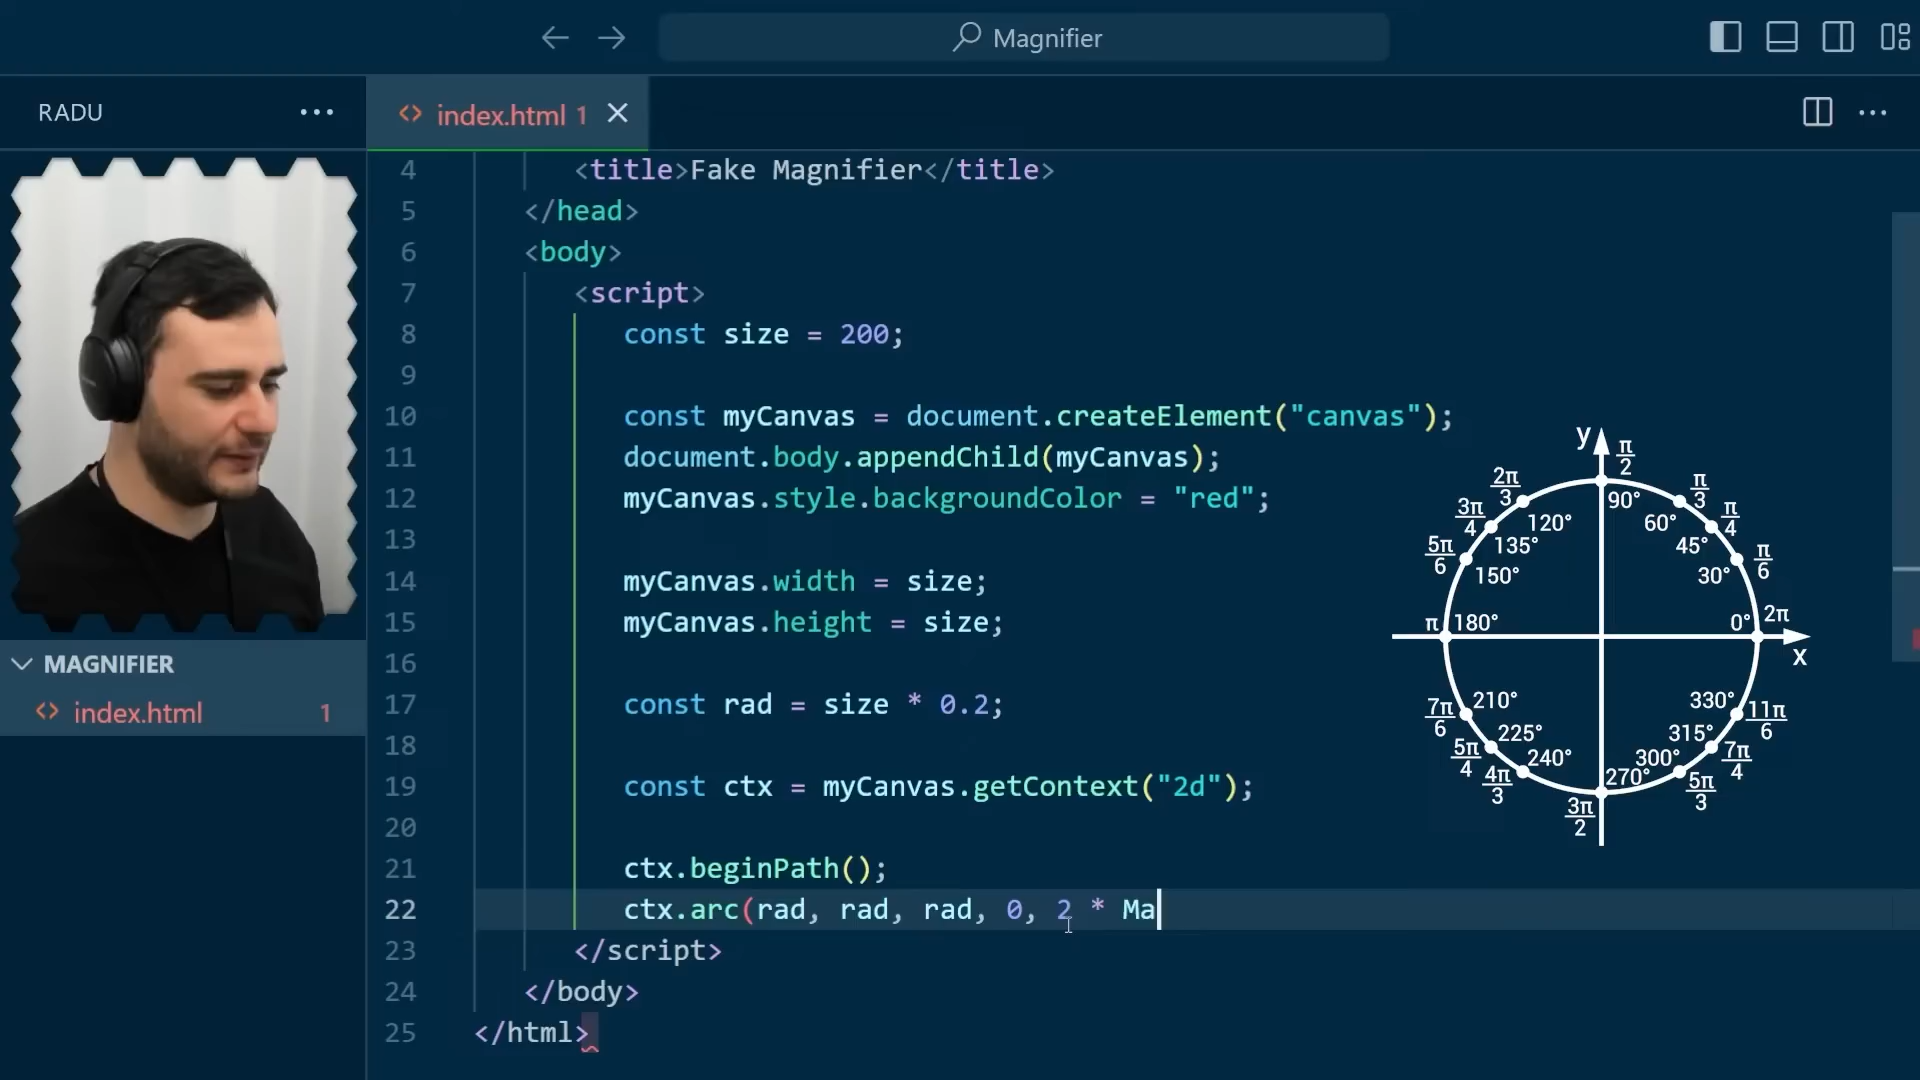 Magnifier
RADU
index.html 1
4 <title>Fake Magnifier</title>
5 </head>
6 <body>
7 <script>
8 const size = 200;
9
10 const myCanvas = document.createElement("canvas");
11 document.body.appendChild(myCanvas);
12 myCanvas.style.backgroundColor = "red";
13
14 myCanvas.width = size;
15 myCanvas.height = size;
16
17 const rad = size * 0.2;
18
19 const ctx = myCanvas.getContext("2d");
20
21 ctx.beginPath();
22 ctx.arc(rad, rad, rad, 0, 2 * Ma
23 </script>
24 </body>
25 </html>
MAGNIFIER
index.html 1
y
π/2
90°
2π/3
120°
π/3
60°
3π/4
135°
π/4
45°
5π/6
150°
π/6
30°
π
180°
0°
2π
x
7π/6
210°
330°
11π/6
5π/4
225°
315°
7π/4
4π/3
240°
300°
5π/3
270°
3π/2